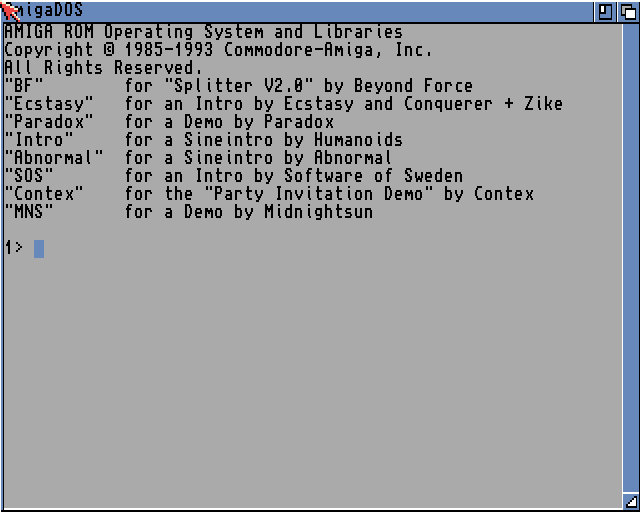 AmigaDOS
AMIGA ROM Operating System and Libraries
Copyright © 1985-1993 Commodore-Amiga, Inc.
All Rights Reserved.
"BF" for "Splitter V2.0" by Beyond Force
"Ecstasy" for an Intro by Ecstasy and Conquerer + Zike
"Paradox" for a Demo by Paradox
"Intro" for a Sineintro by Humanoids
"Abnormal" for a Sineintro by Abnormal
"SOS" for an Intro by Software of Sweden
"Contex" for the "Party Invitation Demo" by Contex
"MNS" for a Demo by Midnightsun
1>